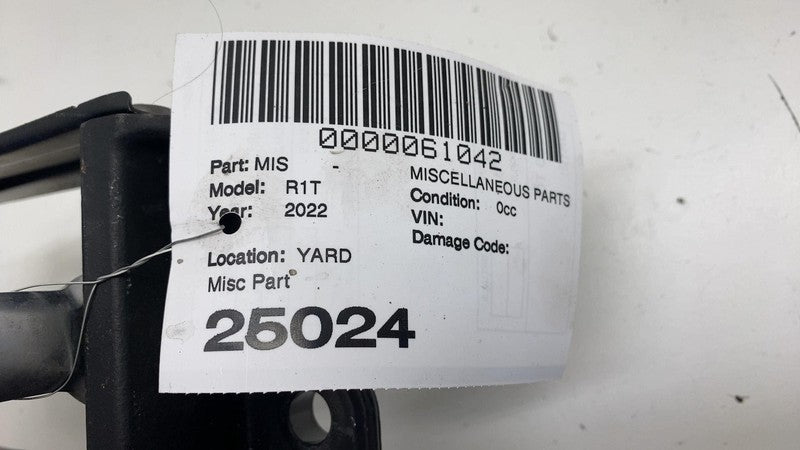 0000061042
Part: MIS - MISCELLANEOUS PARTS
Model: R1T Condition: 0cc
Year: 2022 VIN:
Damage Code:
Location: YARD
Misc Part
25024